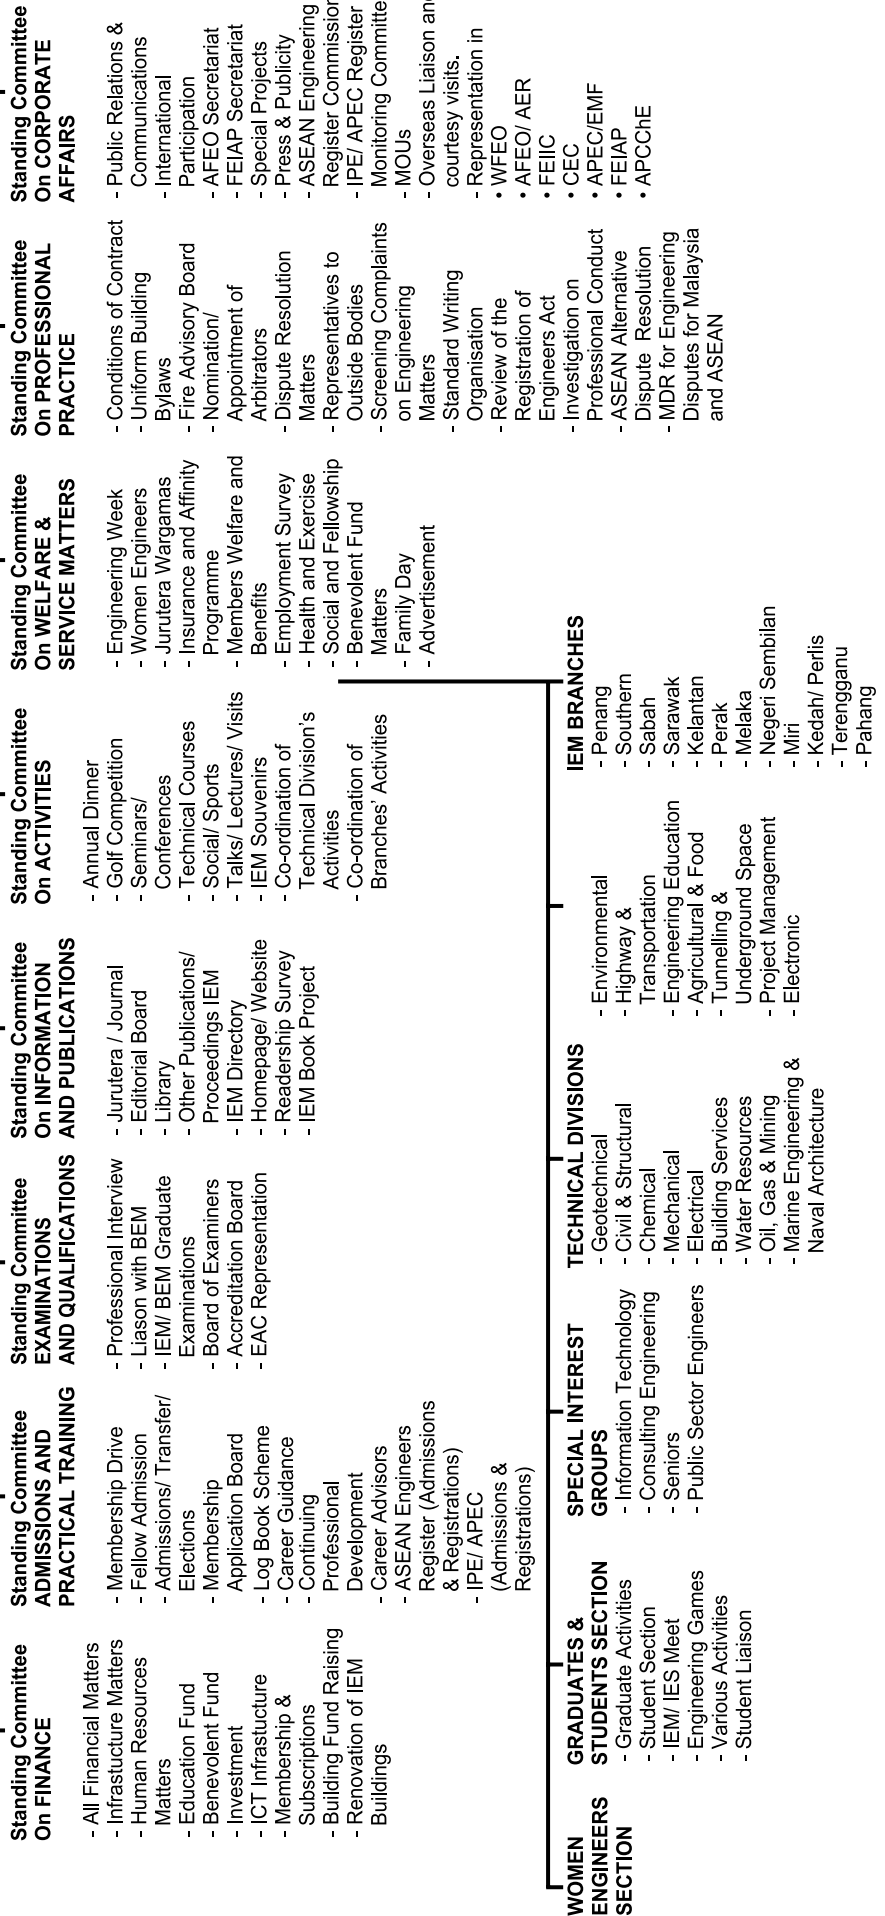 Standing Committee
On FINANCE
- All Financial Matters
- Infrastucture Matters
- Human Resources
Matters
- Education Fund
- Benevolent Fund
- Investment
- ICT Infrastucture
- Membership &
Subscriptions
- Building Fund Raising
- Renovation of IEM
Buildings
Standing Committee
ADMISSIONS AND
PRACTICAL TRAINING
- Membership Drive
- Fellow Admission
- Admissions/ Transfer/
Elections
- Membership
Application Board
- Log Book Scheme
- Career Guidance
- Continuing
Professional
Development
- Career Advisors
- ASEAN Engineers
Register (Admissions
& Registrations)
- IPE/ APEC
(Admissions &
Registrations)
Standing Committee
EXAMINATIONS
AND QUALIFICATIONS
- Professional Interview
- Liason with BEM
- IEM/ BEM Graduate
Examinations
- Board of Examiners
- Accreditation Board
- EAC Representation
Standing Committee
On INFORMATION
AND PUBLICATIONS
- Jurutera / Journal
- Editorial Board
- Library
- Other Publications/
Proceedings IEM
- IEM Directory
- Homepage/ Website
- Readership Survey
- IEM Book Project
Standing Committee
On ACTIVITIES
- Annual Dinner
- Golf Competition
- Seminars/
Conferences
- Technical Courses
- Social/ Sports
- Talks/ Lectures/ Visits
- IEM Souvenirs
- Co-ordination of
Technical Division's
Activities
- Co-ordination of
Branches' Activities
Standing Committee
On WELFARE &
SERVICE MATTERS
- Engineering Week
- Women Engineers
- Jurutera Wargamas
- Insurance and Affinity
Programme
- Members Welfare and
Benefits
- Employment Survey
- Health and Exercise
- Social and Fellowship
- Benevolent Fund
Matters
- Family Day
- Advertisement
Standing Committee
On PROFESSIONAL
PRACTICE
- Conditions of Contract
- Uniform Building
Bylaws
- Fire Advisory Board
- Nomination/
Appointment of
Arbitrators
- Dispute Resolution
Matters
- Representatives to
Outside Bodies
- Screening Complaints
on Engineering
Matters
- Standard Writing
Organisation
- Review of the
Registration of
Engineers Act
- Investigation on
Professional Conduct
- ASEAN Alternative
Dispute Resolution
- MDR for Engineering
Disputes for Malaysia
and ASEAN
Standing Committee
On CORPORATE
AFFAIRS
- Public Relations &
Communications
- International
Participation
- AFEO Secretariat
- FEIAP Secretariat
- Special Projects
- Press & Publicity
- ASEAN Engineering
Register Commission
- IPE/ APEC Register
Monitoring Committe
- MOUs
- Overseas Liaison and
courtesy visits.
- Representation in
• WFEO
• AFEO/ AER
• FEIIC
• CEC
• APEC/EMF
• FEIAP
• APCChE
WOMEN
ENGINEERS
SECTION
GRADUATES &
STUDENTS SECTION
- Graduate Activities
- Student Section
- IEM/ IES Meet
- Engineering Games
- Various Activities
- Student Liaison
SPECIAL INTEREST
GROUPS
- Information Technology
- Consulting Engineering
- Seniors
- Public Sector Engineers
TECHNICAL DIVISIONS
- Geotechnical
- Civil & Structural
- Chemical
- Mechanical
- Electrical
- Building Services
- Water Resources
- Oil, Gas & Mining
- Marine Engineering &
Naval Architecture
- Environmental
- Highway &
Transportation
- Engineering Education
- Agricultural & Food
- Tunnelling &
Underground Space
- Project Management
- Electronic
IEM BRANCHES
- Penang
- Southern
- Sabah
- Sarawak
- Kelantan
- Perak
- Melaka
- Negeri Sembilan
- Miri
- Kedah/ Perlis
- Terengganu
- Pahang